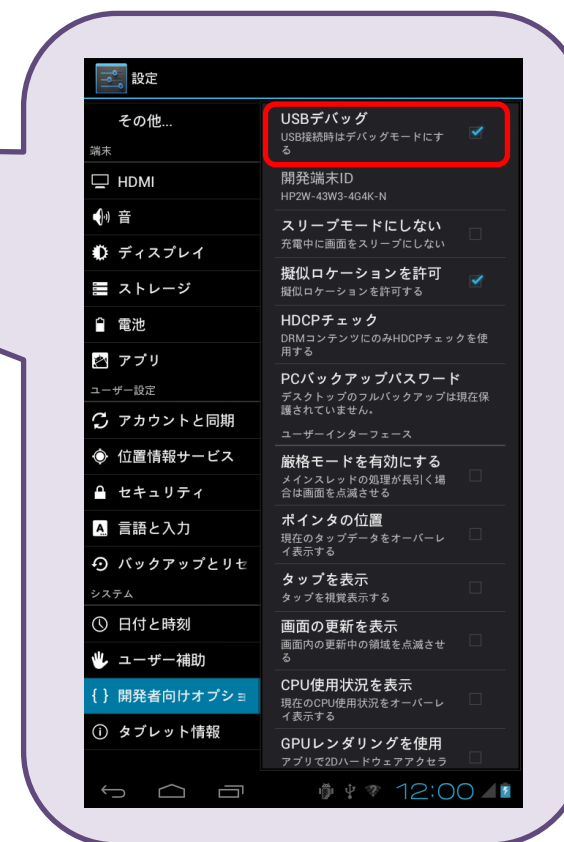 設定
その他...
端末
HDMI
音
ディスプレイ
ストレージ
電池
アプリ
ユーザー設定
アカウントと同期
位置情報サービス
セキュリティ
言語と入力
バックアップとリセ
システム
日付と時刻
ユーザー補助
{ } 開発者向けオプショ
タブレット情報
USBデバッグ
USB接続時はデバッグモードにす
る
開発端末ID
HP2W-43W3-4G4K-N
スリープモードにしない
充電中に画面をスリープにしない
擬似ロケーションを許可
擬似ロケーションを許可する
HDCPチェック
DRMコンテンツにのみHDCPチェックを使
用する
PCバックアップパスワード
デスクトップのフルバックアップは現在保
護されていません。
ユーザーインターフェース
厳格モードを有効にする
メインスレッドの処理が長引く場
合は画面を点滅させる
ポインタの位置
現在のタップデータをオーバーレ
イ表示する
タップを表示
タップを視覚表示する
画面の更新を表示
画面内の更新中の領域を点滅させ
る
CPU使用状況を表示
現在のCPU使用状況をオーバーレ
イ表示する
GPUレンダリングを使用
アプリで2Dハードウェアアクセラ
12:00